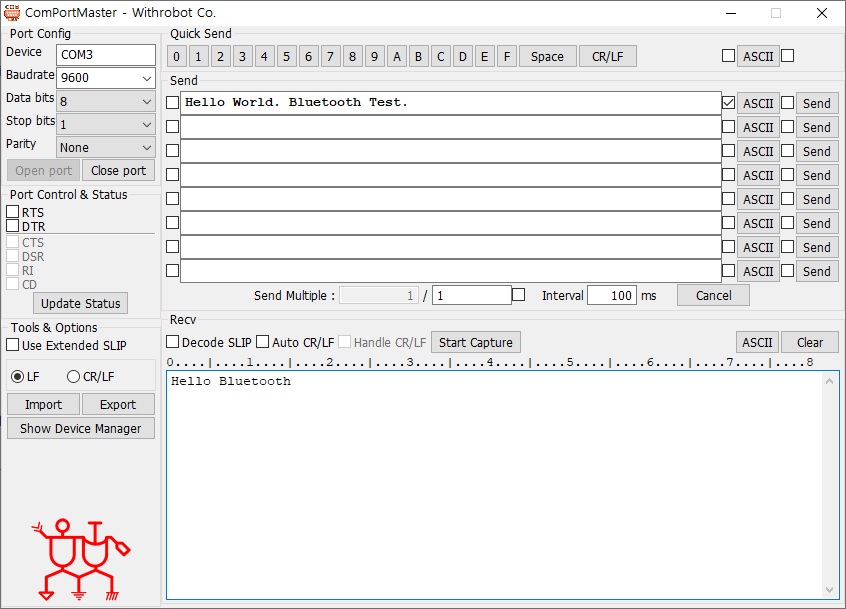 ComPortMaster - Withrobot Co.
Port Config
Device COM3
Baudrate 9600
Data bits 8
Stop bits 1
Parity None
Open port Close port
Port Control & Status
RTS
DTR
CTS
DSR
RI
CD
Update Status
Tools & Options
Use Extended SLIP
LF CR/LF
Import Export
Show Device Manager
Quick Send
0 1 2 3 4 5 6 7 8 9 A B C D E F Space CR/LF ASCII
Send
Hello World. Bluetooth Test. ASCII Send
ASCII Send
ASCII Send
ASCII Send
ASCII Send
ASCII Send
ASCII Send
ASCII Send
Send Multiple : 1 / 1 Interval 100 ms Cancel
Recv
Decode SLIP Auto CR/LF Handle CR/LF Start Capture ASCII Clear
0....|....1....|....2....|....3....|....4....|....5....|....6....|....7....|....8
Hello Bluetooth